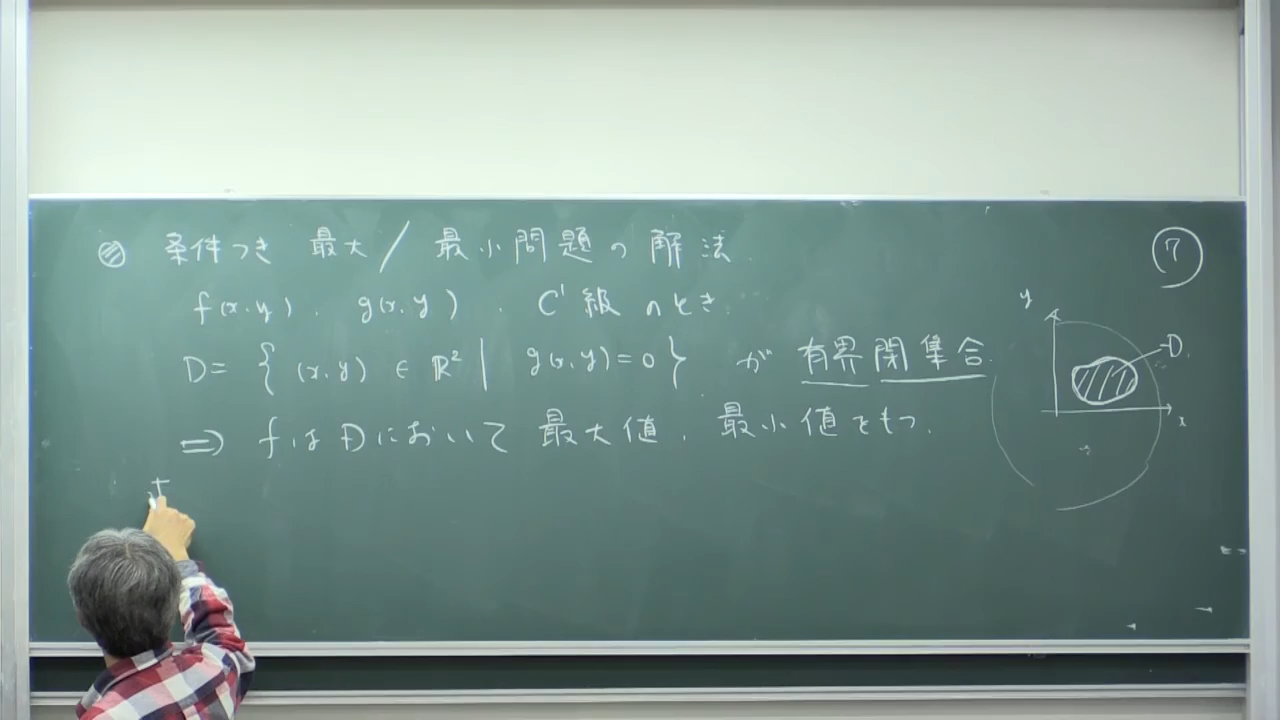 条件つき 最大/最小問題の解法.
⑦
f(x,y), g(x,y), C¹級のとき
D = { (x,y) ∈ ℝ² | g(x,y)=0 } が 有界閉集合.
⇒ fはDにおいて 最大値, 最小値をもつ.
y
D.
x